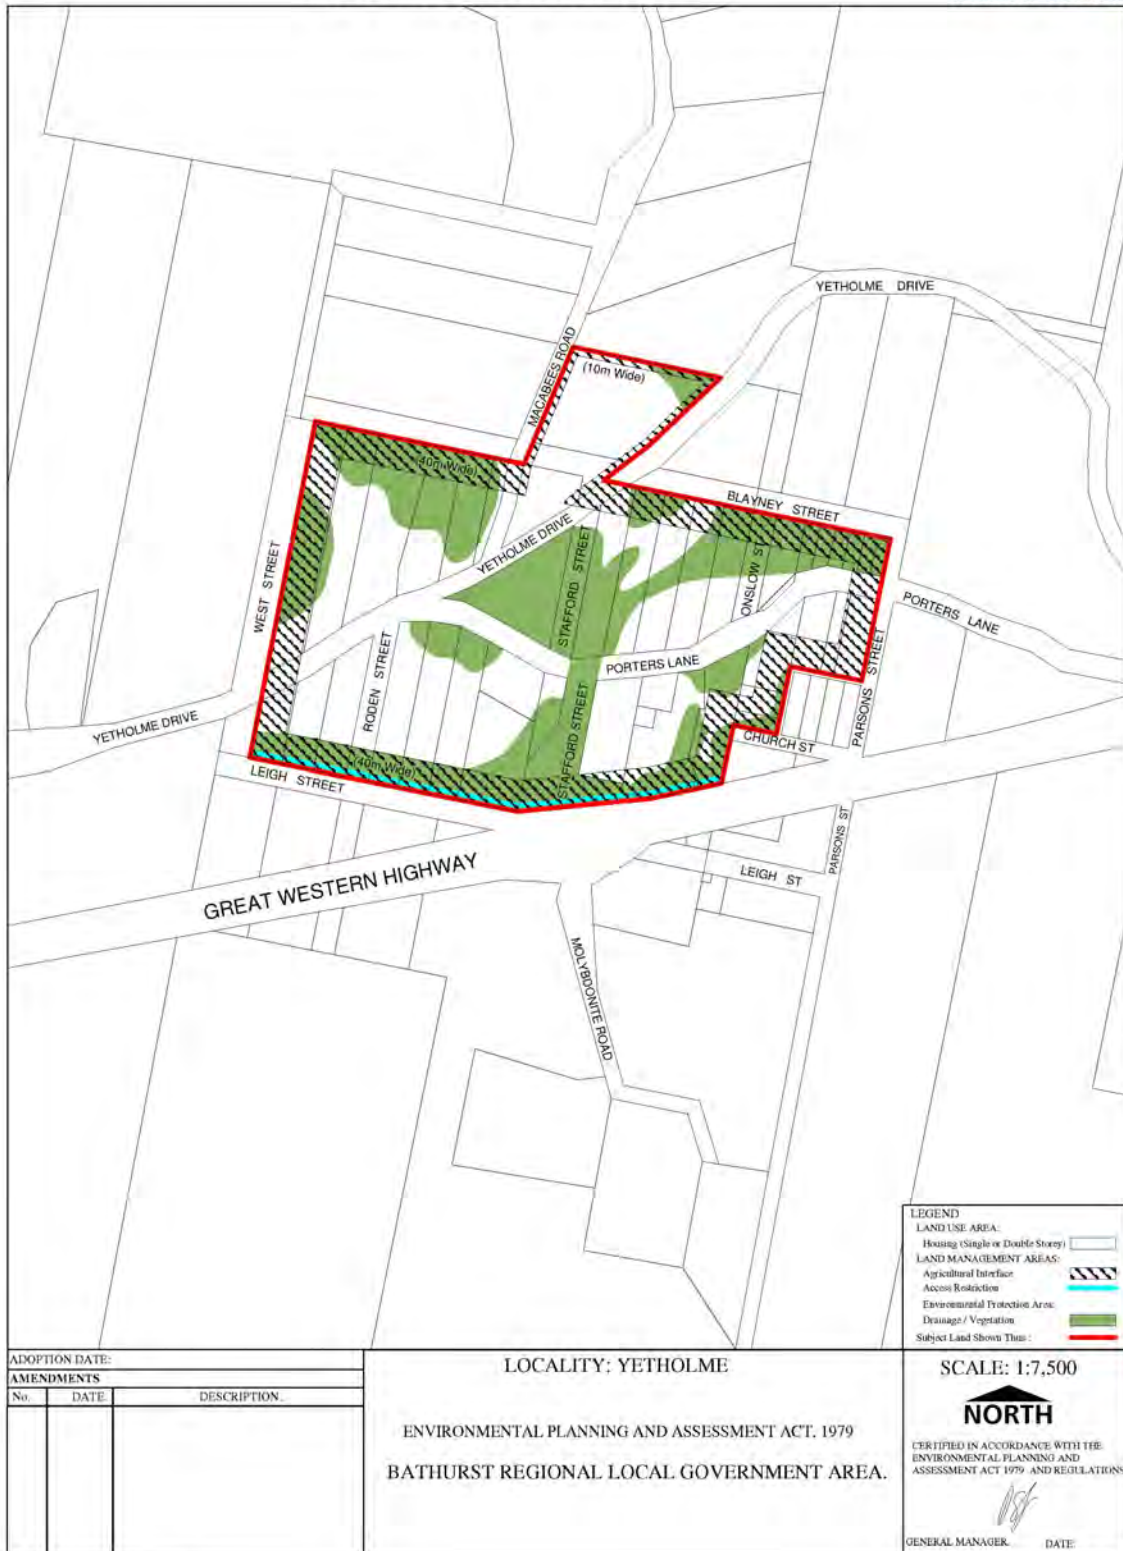 YETHOLME DRIVE
MACABEES ROAD
(10m Wide)
(40m Wide)
BLAYNEY STREET
YETHOLME DRIVE
STAFFORD STREET
ONSLOW ST
WEST STREET
PORTERS LANE
PORTERS LANE
RODEN STREET
PARSONS STREET
YETHOLME DRIVE
STAFFORD STREET
CHURCH ST
(40m Wide)
LEIGH STREET
PARSONS ST
LEIGH ST
GREAT WESTERN HIGHWAY
MOLYBDONITE ROAD
LEGEND
LAND USE AREA:
Housing (Single or Double Storey)
LAND MANAGEMENT AREAS:
Agricultural Interface
Access Restriction
Environmental Protection Area:
Drainage / Vegetation
Subject Land Shown Thus :
ADOPTION DATE:
AMENDMENTS
No. DATE DESCRIPTION.
LOCALITY: YETHOLME
ENVIRONMENTAL PLANNING AND ASSESSMENT ACT. 1979
BATHURST REGIONAL LOCAL GOVERNMENT AREA.
SCALE: 1:7,500
NORTH
CERTIFIED IN ACCORDANCE WITH THE
ENVIRONMENTAL PLANNING AND
ASSESSMENT ACT 1979 AND REGULATIONS
GENERAL MANAGER. DATE